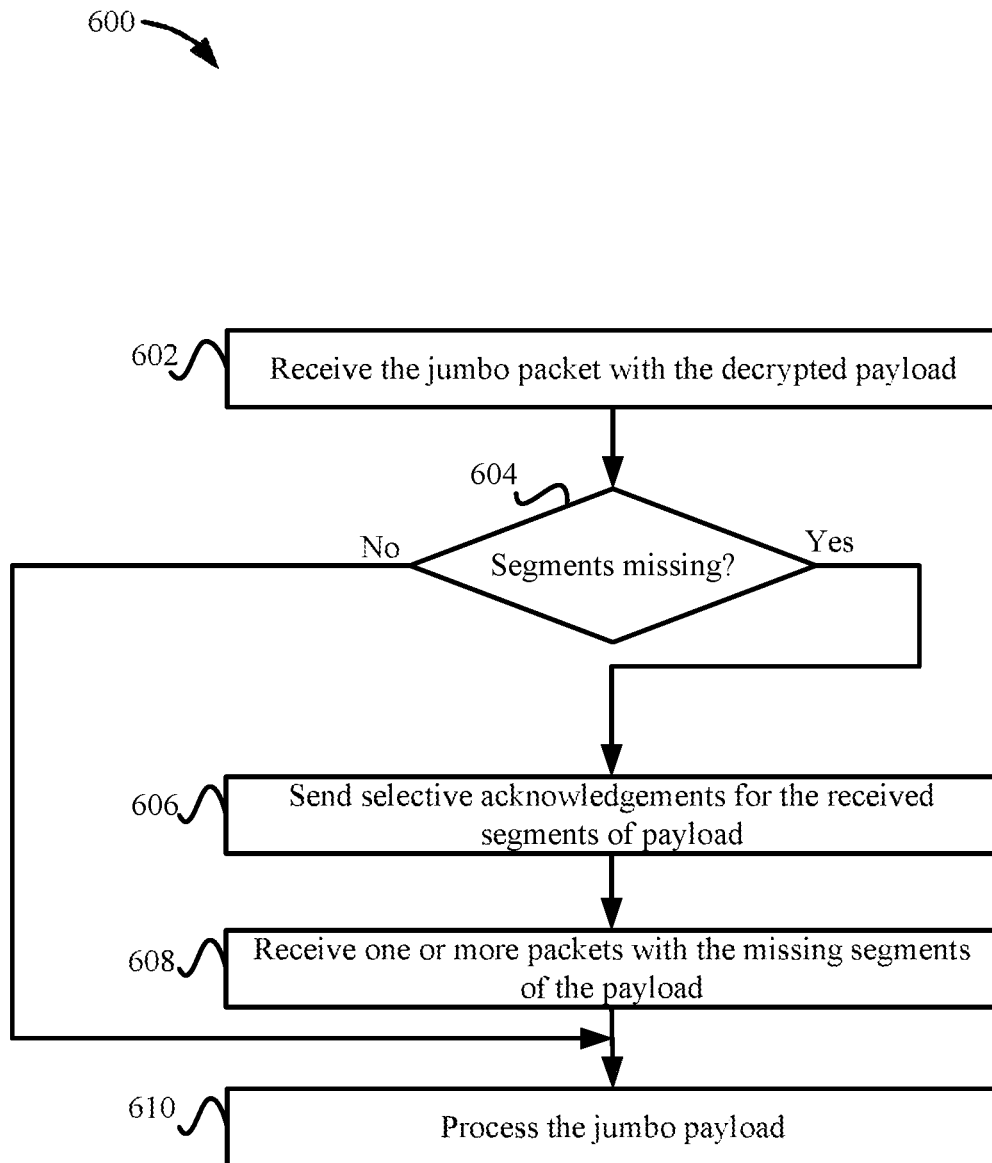 600
602
Receive the jumbo packet with the decrypted payload
604
No
Yes
Segments missing?
606
Send selective acknowledgements for the received
segments of payload
608
Receive one or more packets with the missing segments
of the payload
610
Process the jumbo payload